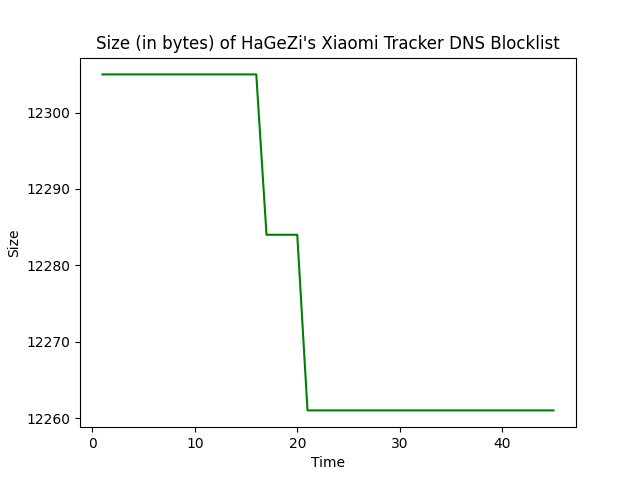 Size (in bytes) of HaGeZi's Xiaomi Tracker DNS Blocklist
12300
12290
12280
12270
12260
Size
0 10 20 30 40
Time